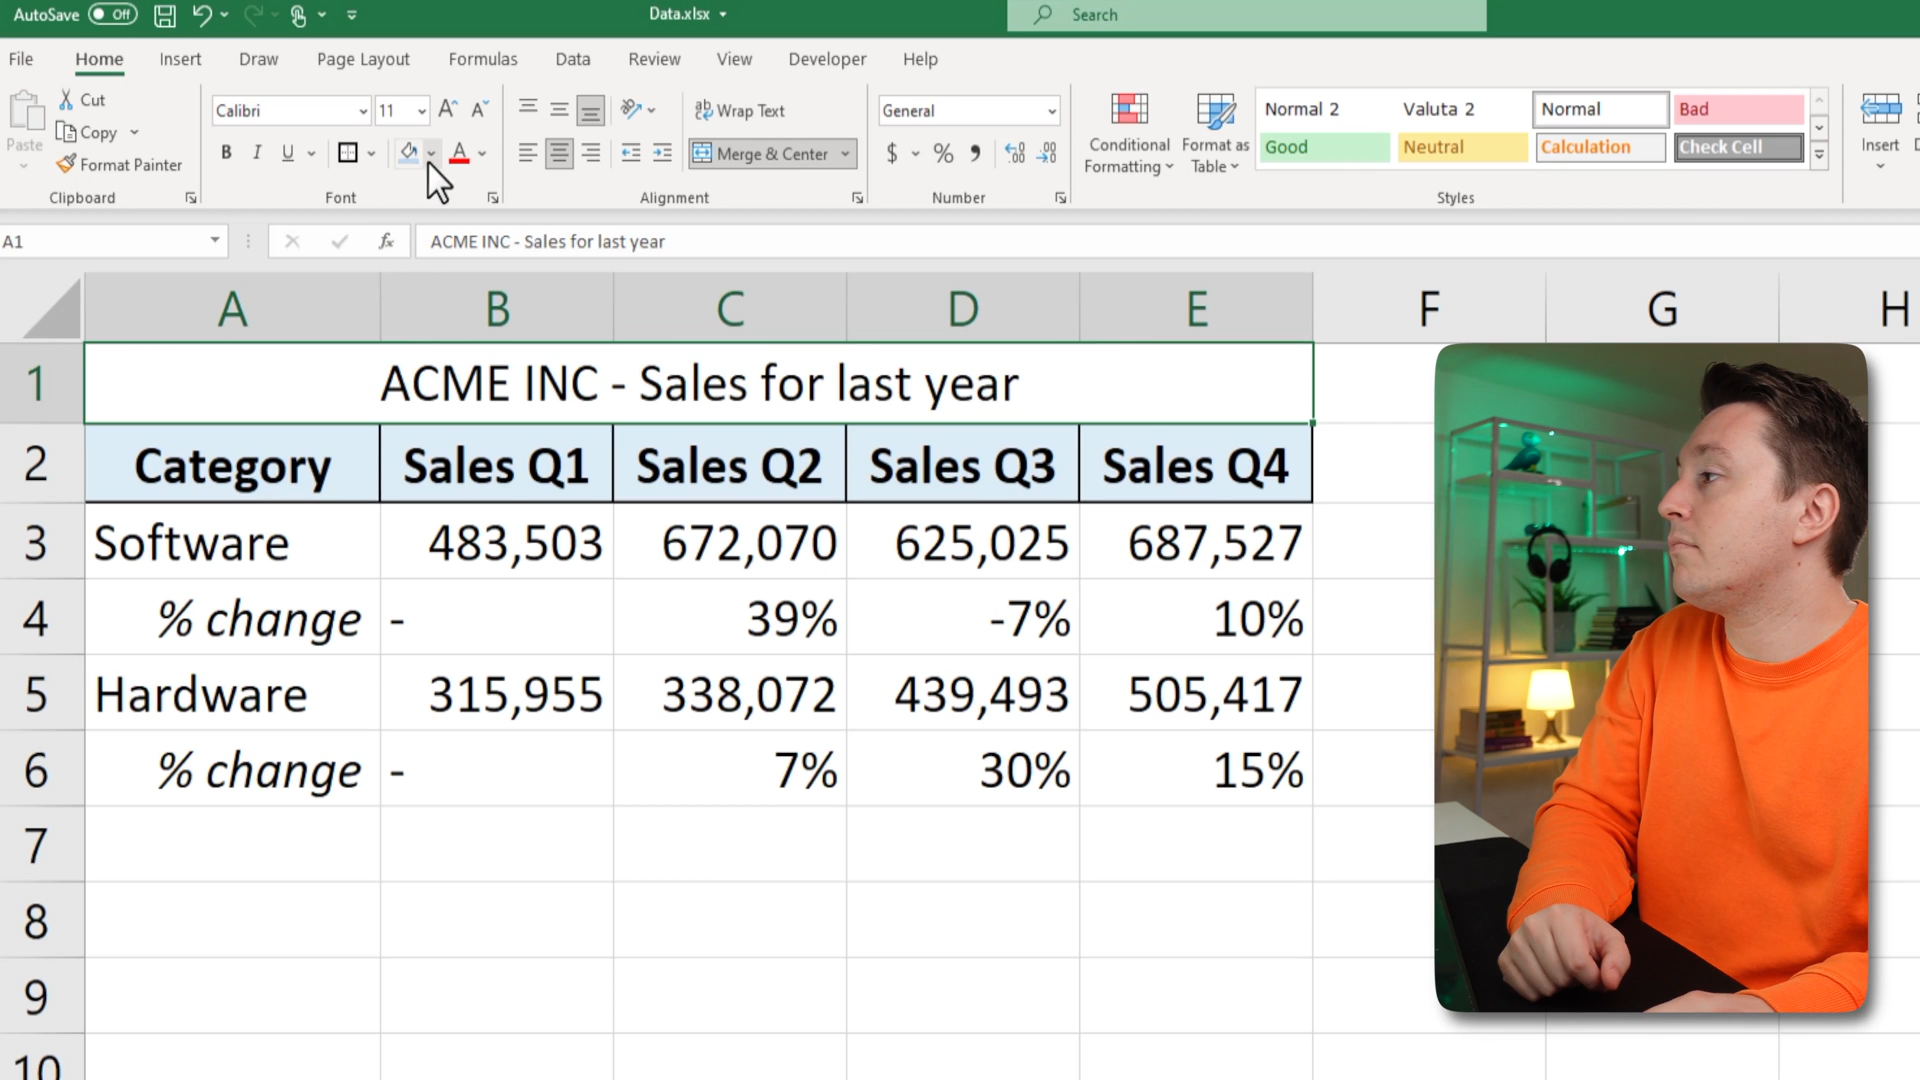 AutoSave Off Data.xlsx Search
File Home Insert Draw Page Layout Formulas Data Review View Developer Help
Paste Cut Copy Format Painter
Clipboard
Calibri 11
B I U A
Font
Wrap Text
Merge & Center
Alignment
General
$ % 9
Number
Conditional Formatting
Format as Table
Normal 2 Valuta 2 Normal Bad
Good Neutral Calculation Check Cell
Styles
Insert
A1 fx ACME INC - Sales for last year
A B C D E F G H
1 ACME INC - Sales for last year
2 Category Sales Q1 Sales Q2 Sales Q3 Sales Q4
3 Software 483,503 672,070 625,025 687,527
4 % change - 39% -7% 10%
5 Hardware 315,955 338,072 439,493 505,417
6 % change - 7% 30% 15%
7
8
9
10